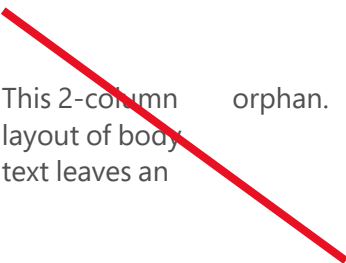 This 2-column
layout of body
text leaves an
orphan.